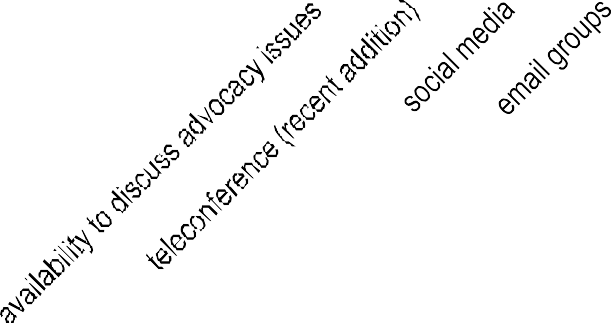 availability to discuss advocacy issues
teleconference (recent addition)
social media
email groups